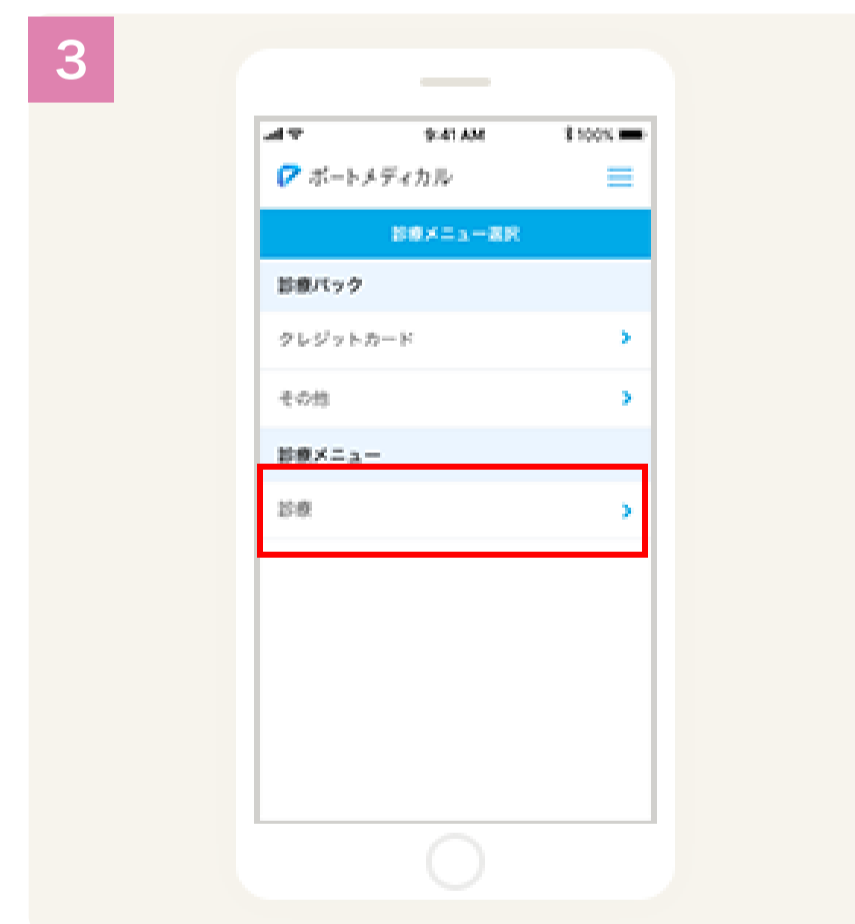 3
9:41 AM
100%
ポートメディカル
診療メニュー選択
診療パック
クレジットカード
その他
診療メニュー
診療